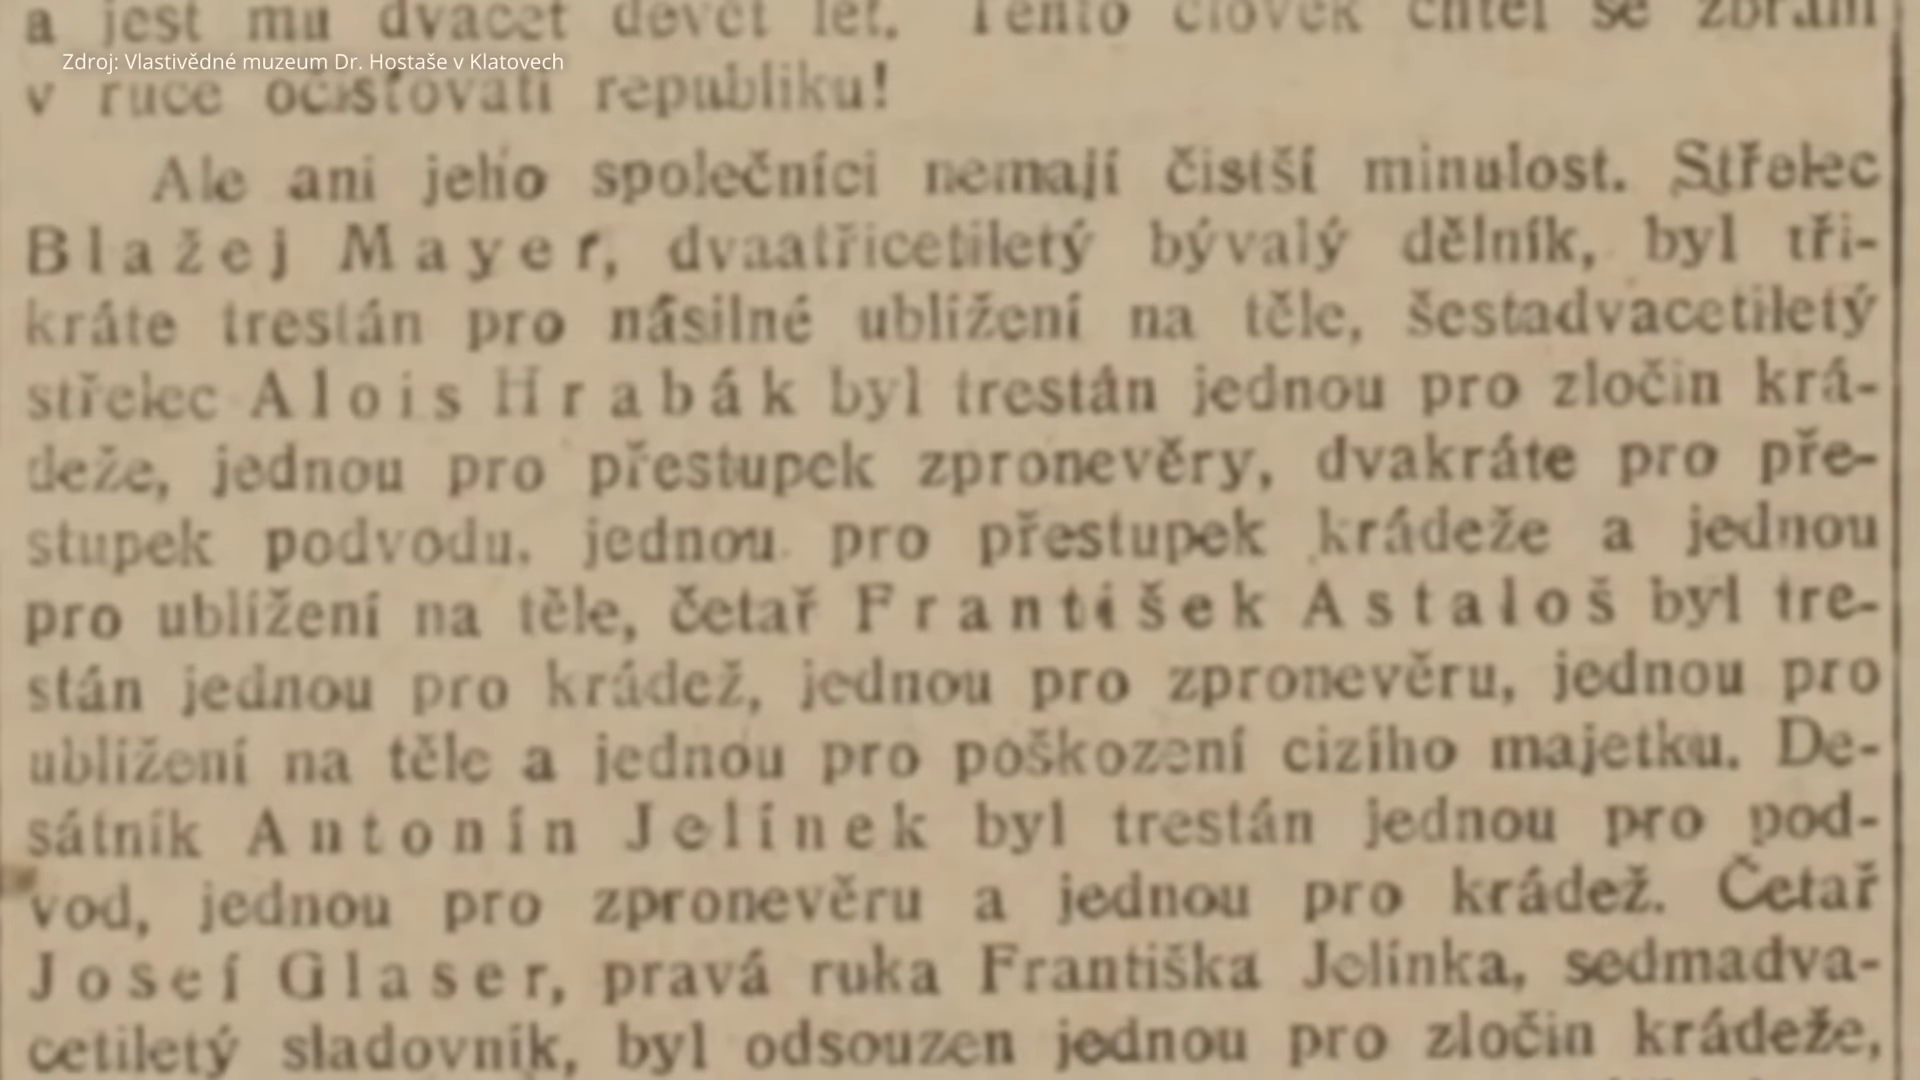 a jest mu dvacet devět let. Tento člověk chtěl se zbraní
Zdroj: Vlastivědné muzeum Dr. Hostaše v Klatovech
v ruce očisťovati republiku!
Ale ani jeho společníci nemají čistší minulost. Střelec
Blažej Mayer, dvaatřicetiletý bývalý dělník, byl tři-
kráte trestán pro násilné ublížení na těle, šestadvacetiletý
střelec Alois Hrabák byl trestán jednou pro zločin krá-
deže, jednou pro přestupek zpronevěry, dvakráte pro pře-
stupek podvodu, jednou pro přestupek krádeže a jednou
pro ublížení na těle, četař František Astaloš byl tre-
stán jednou pro krádež, jednou pro zpronevěru, jednou pro
ublížení na těle a jednou pro poškození cizího majetku. De-
sátník Antonín Jelínek byl trestán jednou pro pod-
vod, jednou pro zpronevěru a jednou pro krádež. Četař
Josef Glaser, pravá ruka Františka Jelínka, sedmadva-
cetiletý sladovník, byl odsouzen jednou pro zločin krádeže,